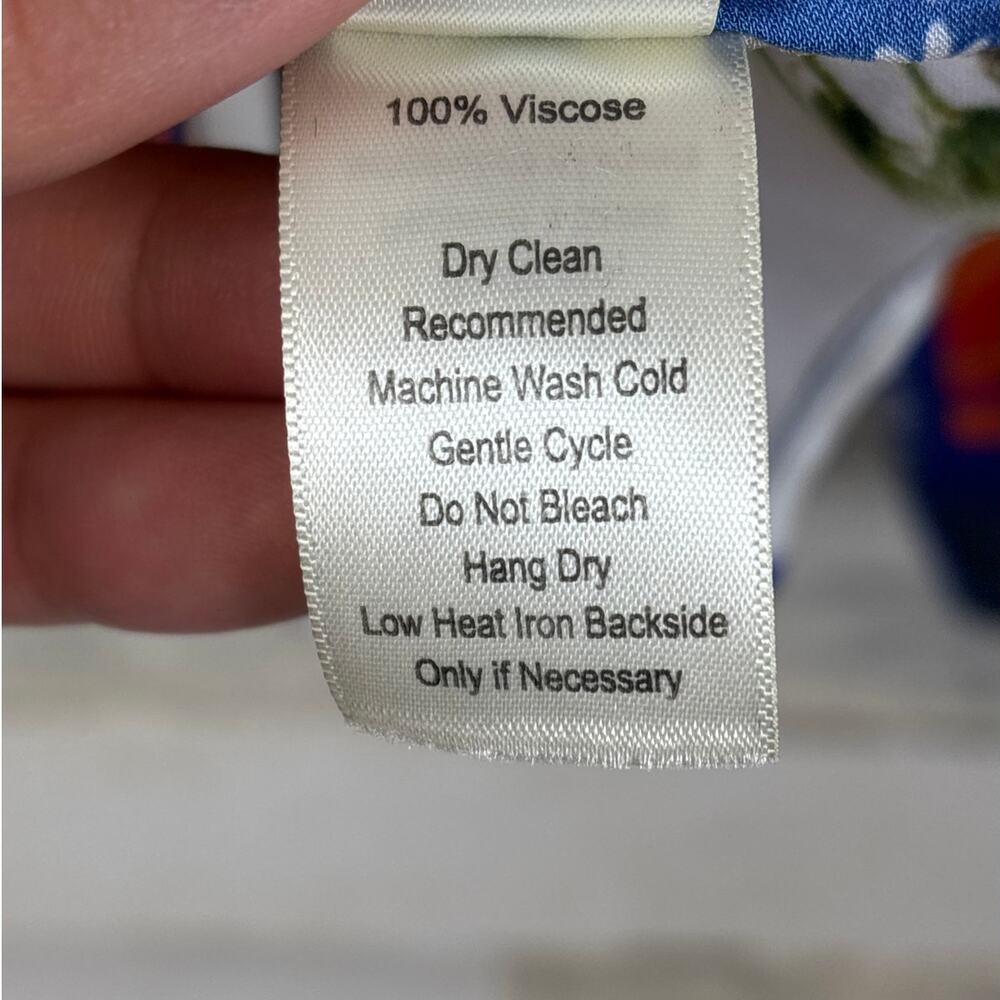 100% Viscose
Dry Clean
Recommended
Machine Wash Cold
Gentle Cycle
Do Not Bleach
Hang Dry
Low Heat Iron Backside
Only if Necessary